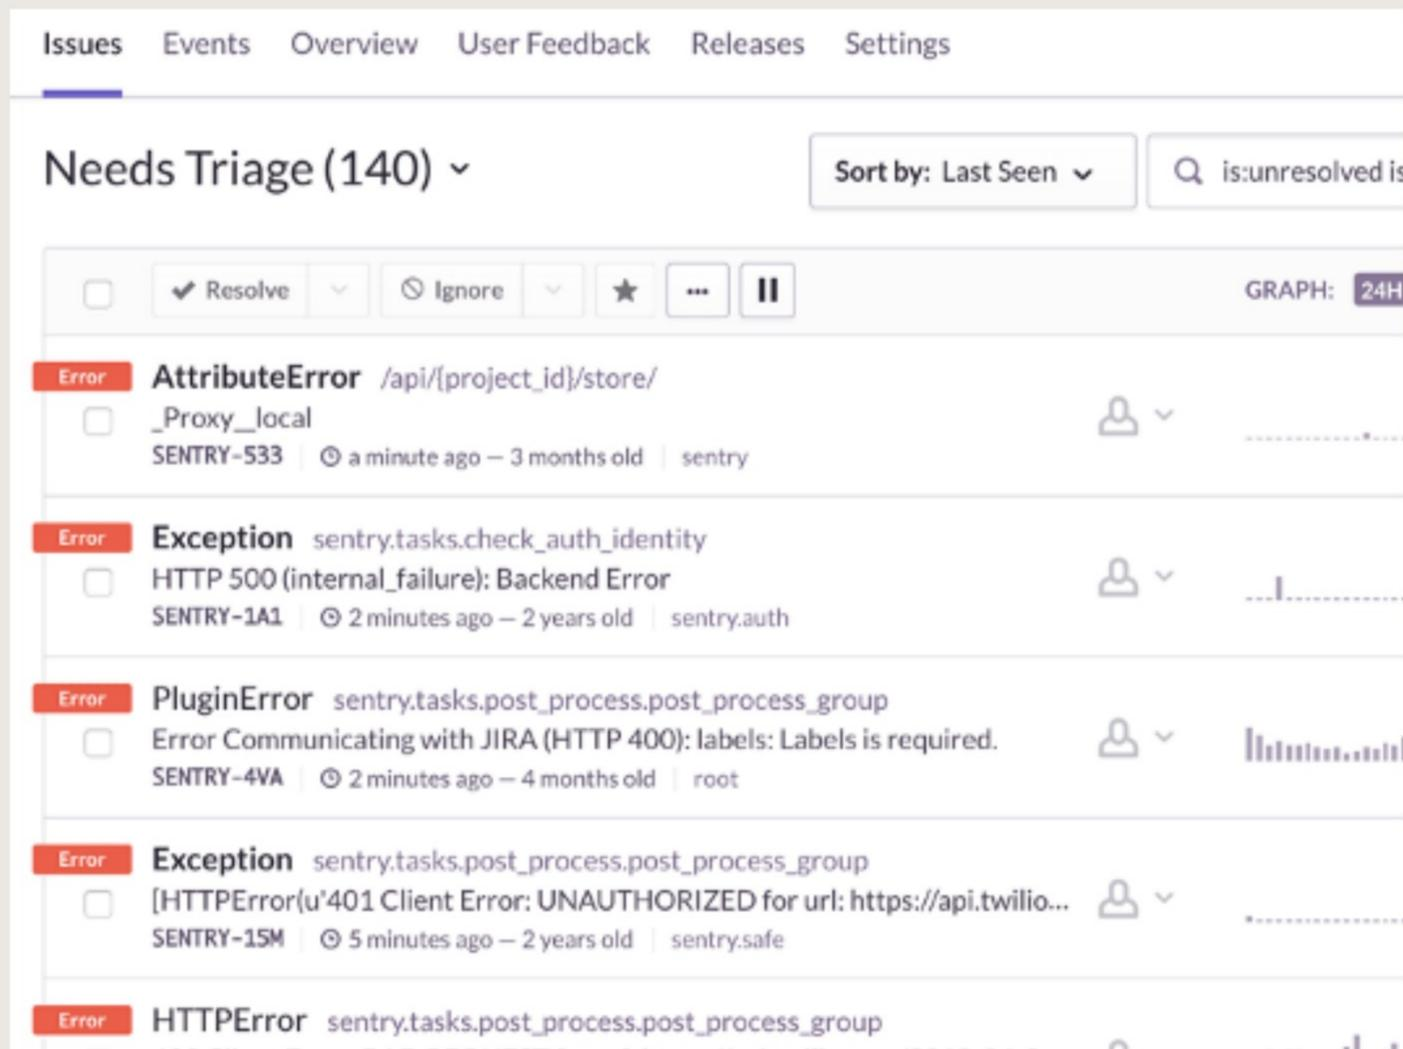 Issues Events Overview User Feedback Releases Settings
Needs Triage (140)
Sort by: Last Seen
is:unresolved is
Resolve Ignore ... GRAPH: 24H
Error AttributeError /api/{project_id}/store/
_Proxy__local
SENTRY-533 a minute ago — 3 months old sentry
Error Exception sentry.tasks.check_auth_identity
HTTP 500 (internal_failure): Backend Error
SENTRY-1A1 2 minutes ago — 2 years old sentry.auth
Error PluginError sentry.tasks.post_process.post_process_group
Error Communicating with JIRA (HTTP 400): labels: Labels is required.
SENTRY-4VA 2 minutes ago — 4 months old root
Error Exception sentry.tasks.post_process.post_process_group
[HTTPError(u'401 Client Error: UNAUTHORIZED for url: https://api.twilio...
SENTRY-15M 5 minutes ago — 2 years old sentry.safe
Error HTTPError sentry.tasks.post_process.post_process_group